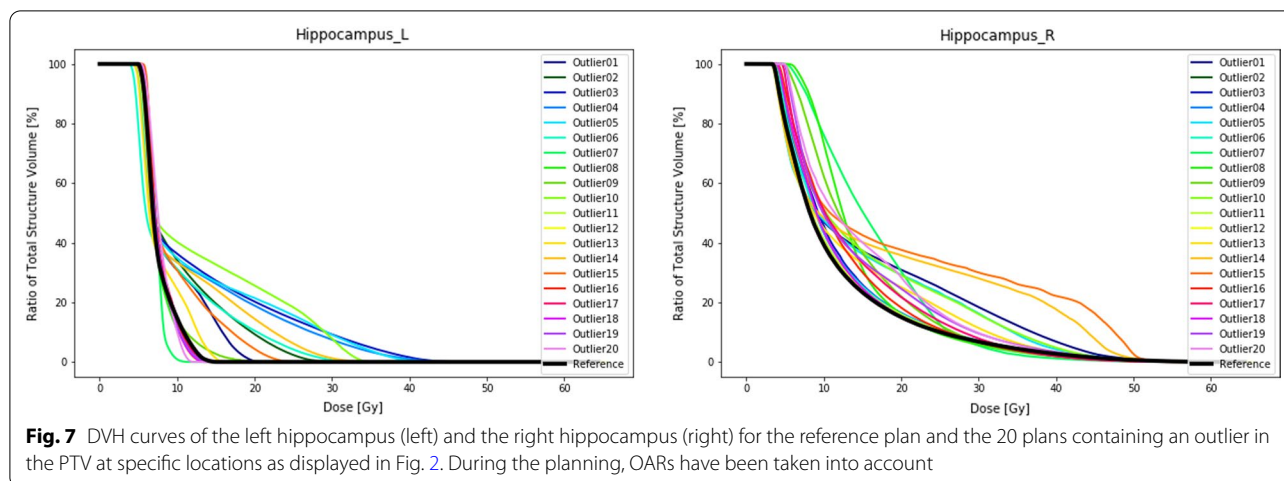 Hippocampus_L
Ratio of Total Structure Volume [%]
100
80
60
40
20
0
0 10 20 30 40 50 60
Dose [Gy]
Outlier01
Outlier02
Outlier03
Outlier04
Outlier05
Outlier06
Outlier07
Outlier08
Outlier09
Outlier10
Outlier11
Outlier12
Outlier13
Outlier14
Outlier15
Outlier16
Outlier17
Outlier18
Outlier19
Outlier20
Reference
Hippocampus_R
Ratio of Total Structure Volume [%]
100
80
60
40
20
0
0 10 20 30 40 50 60
Dose [Gy]
Outlier01
Outlier02
Outlier03
Outlier04
Outlier05
Outlier06
Outlier07
Outlier08
Outlier09
Outlier10
Outlier11
Outlier12
Outlier13
Outlier14
Outlier15
Outlier16
Outlier17
Outlier18
Outlier19
Outlier20
Reference
Fig. 7 DVH curves of the left hippocampus (left) and the right hippocampus (right) for the reference plan and the 20 plans containing an outlier in
the PTV at specific locations as displayed in Fig. 2. During the planning, OARs have been taken into account